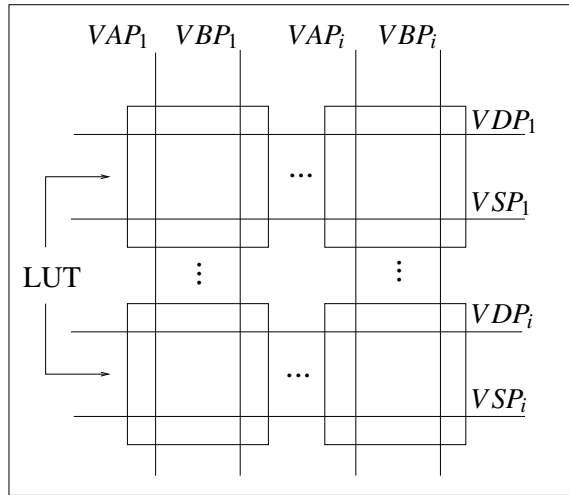 VAP₁ VBP₁ VAPᵢ VBPᵢ
VDP₁
...
VSP₁
LUT
⋮ ⋮
VDPᵢ
...
VSPᵢ